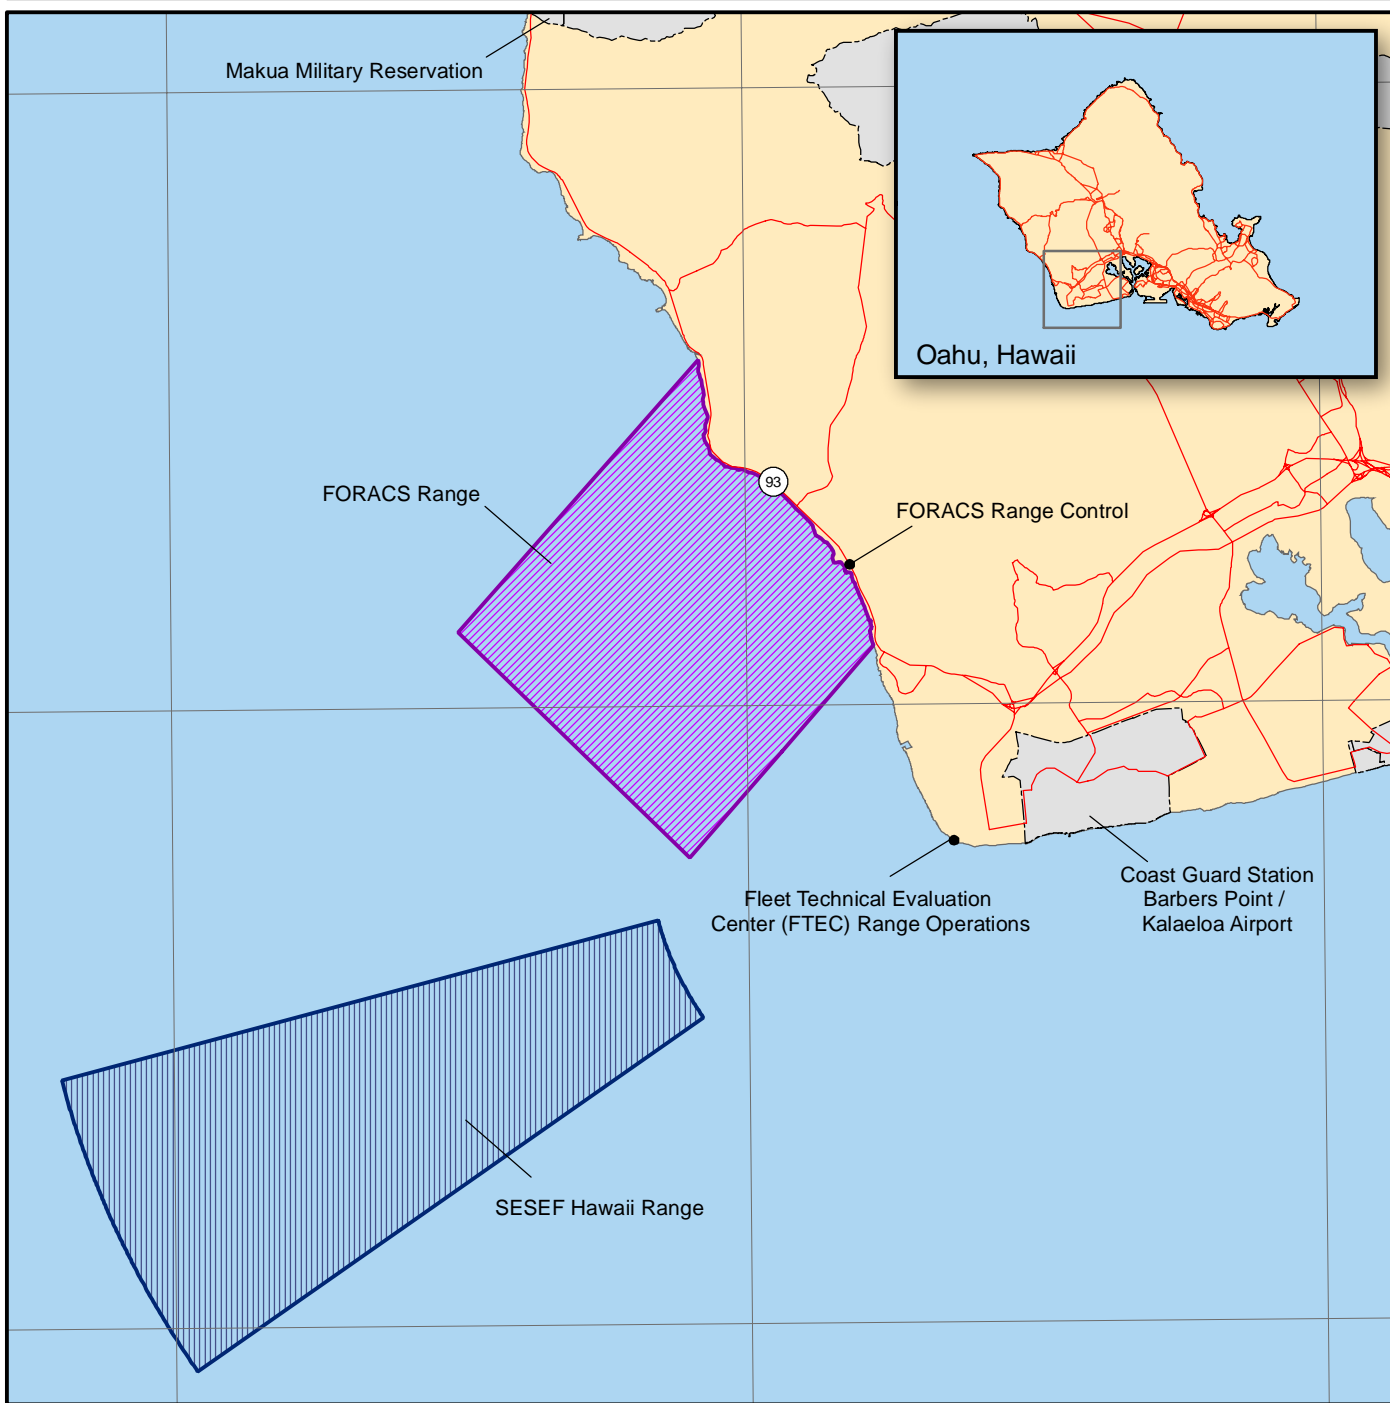 Makua Military Reservation
Oahu, Hawaii
FORACS Range
93
FORACS Range Control
Fleet Technical Evaluation
Center (FTEC) Range Operations
Coast Guard Station
Barbers Point /
Kalaeloa Airport
SESEF Hawaii Range